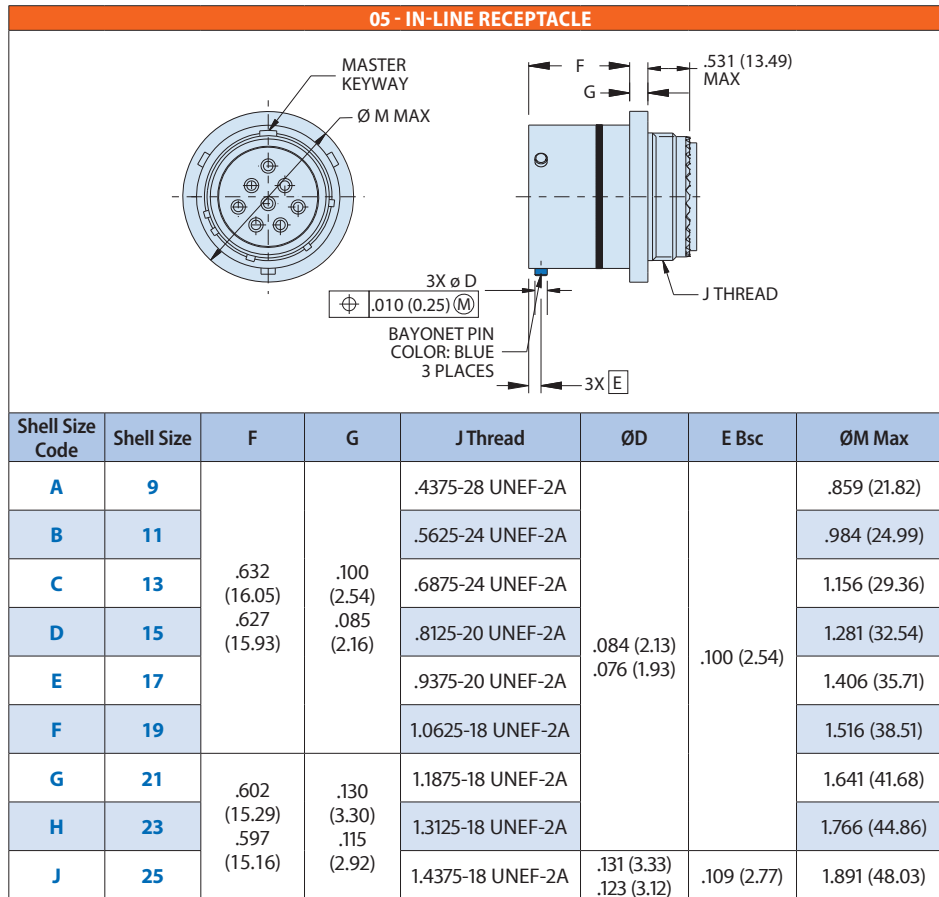 05 - IN-LINE RECEPTACLE
MASTER
KEYWAY
Ø M MAX
F
G
.531 (13.49)
MAX
3X ø D
⌖ .010 (0.25) Ⓜ
BAYONET PIN
COLOR: BLUE
3 PLACES
J THREAD
3X E
Shell Size Code Shell Size F G J Thread ØD E Bsc ØM Max
A 9 .4375-28 UNEF-2A .859 (21.82)
B 11 .5625-24 UNEF-2A .984 (24.99)
C 13 .6875-24 UNEF-2A 1.156 (29.36)
D 15 .8125-20 UNEF-2A 1.281 (32.54)
E 17 .9375-20 UNEF-2A 1.406 (35.71)
F 19 1.0625-18 UNEF-2A 1.516 (38.51)
.632 (16.05) .627 (15.93)
.100 (2.54) .085 (2.16)
.084 (2.13) .076 (1.93)
.100 (2.54)
G 21 1.1875-18 UNEF-2A 1.641 (41.68)
H 23 1.3125-18 UNEF-2A 1.766 (44.86)
J 25 1.4375-18 UNEF-2A 1.891 (48.03)
.602 (15.29) .597 (15.16)
.130 (3.30) .115 (2.92)
.131 (3.33) .123 (3.12)
.109 (2.77)